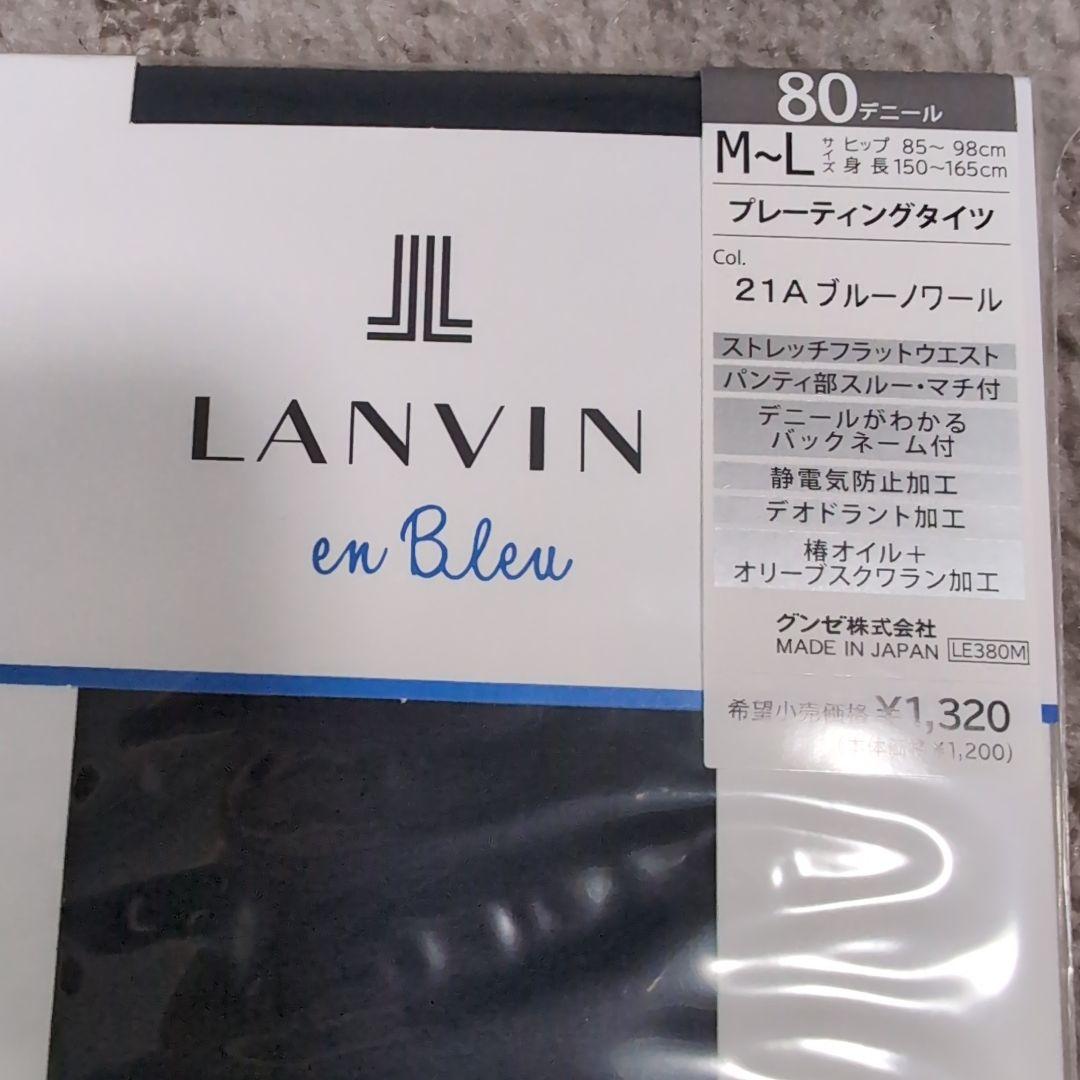 LANVIN
en Bleu
80デニール
M~L サイズ ヒップ 85~98cm
身長 150~165cm
プレーティングタイツ
Col.
21A ブルーノワール
ストレッチフラットウエスト
パンティ部スルー・マチ付
デニールがわかる
バックネーム付
静電気防止加工
デオドラント加工
椿オイル+
オリーブスクワラン加工
グンゼ株式会社
MADE IN JAPAN LE380M
希望小売価格 ¥1,320
(本体価格 ¥1,200)